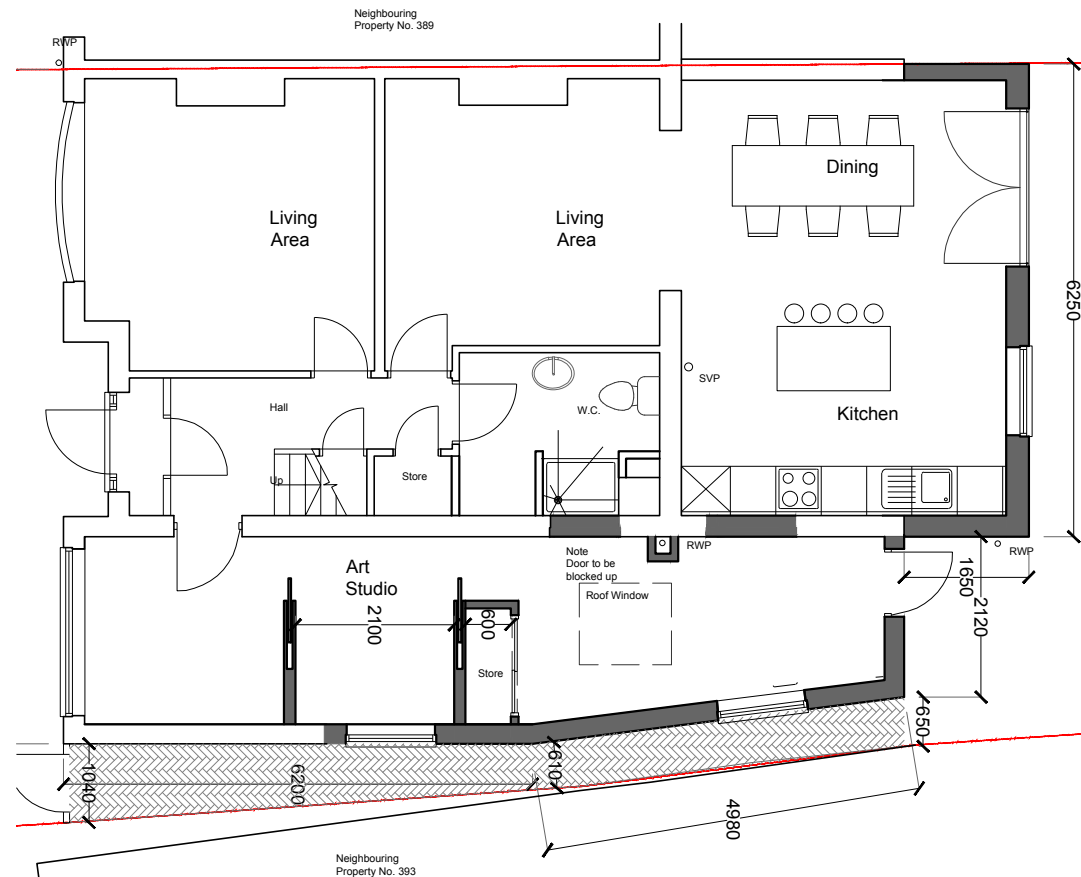 Neighbouring
Property No. 389
RWP
Dining
Living
Area
Living
Area
6250
SVP
Kitchen
W.C.
Hall
Up
Store
Note
Door to be
blocked up
RWP
RWP
Art
Studio
Roof Window
1650
2120
2100
600
Store
650
610
1040
6200
4980
Neighbouring
Property No. 393